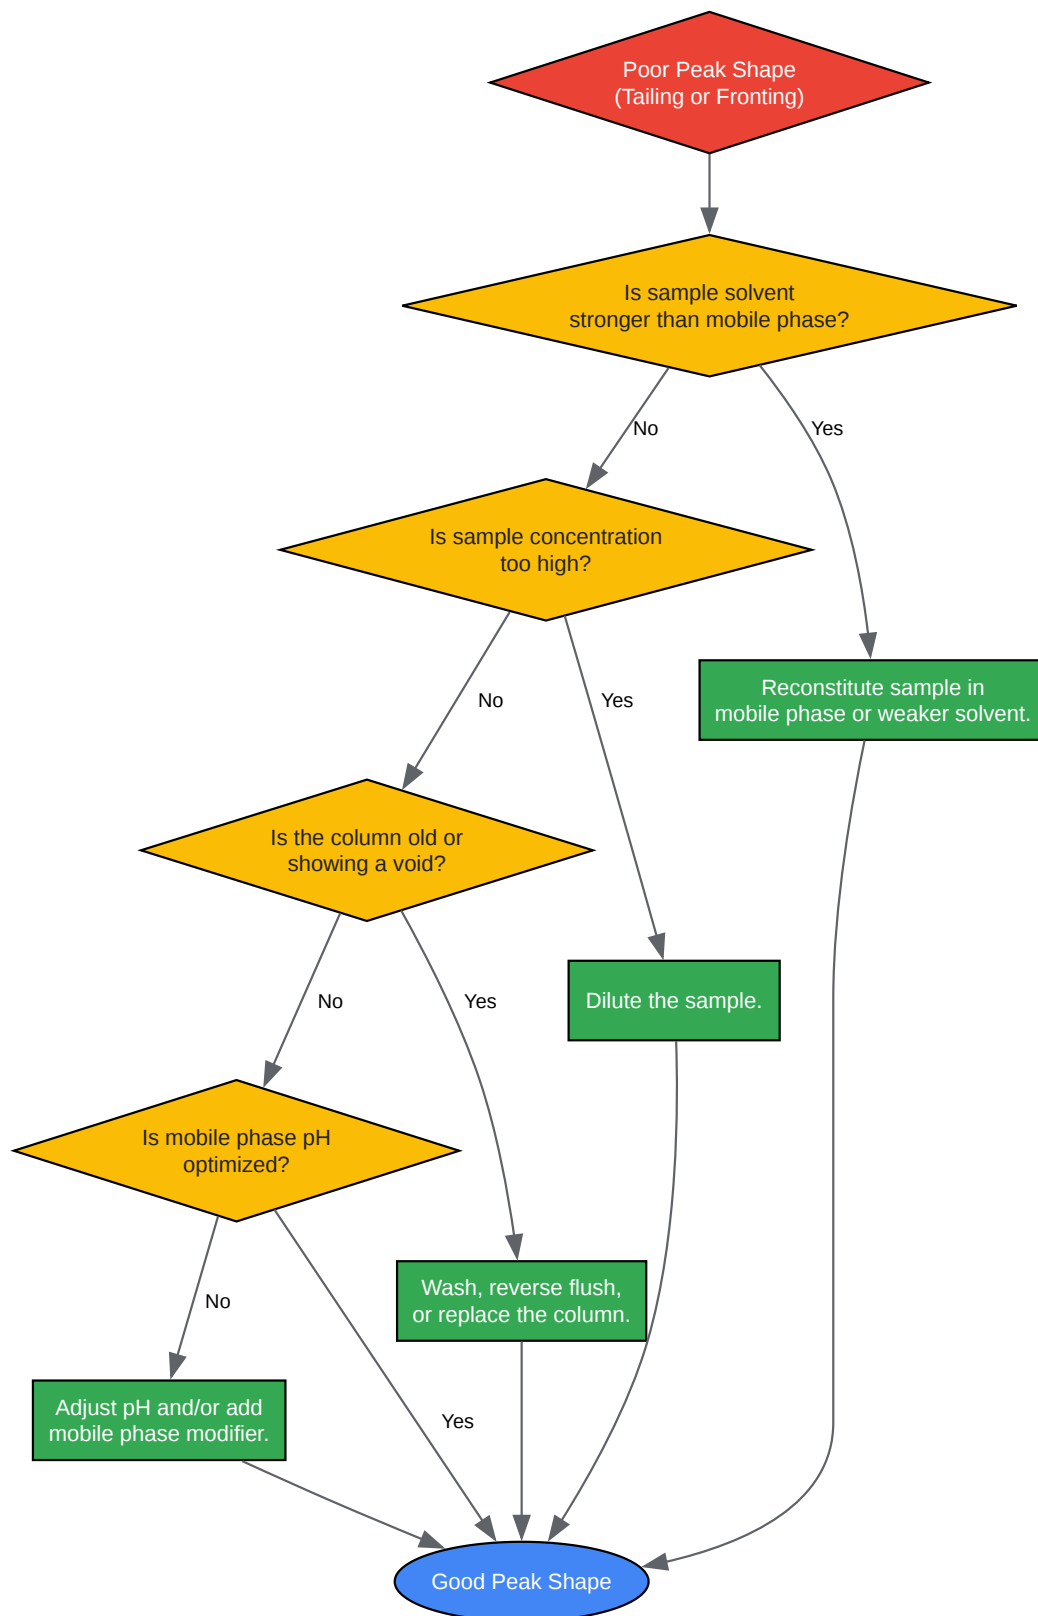 Poor Peak Shape
(Tailing or Fronting)
Is sample solvent
stronger than mobile phase?
No
Yes
Is sample concentration
too high?
No
Yes
Reconstitute sample in
mobile phase or weaker solvent.
Is the column old or
showing a void?
No
Yes
Dilute the sample.
Is mobile phase pH
optimized?
No
Yes
Wash, reverse flush,
or replace the column.
Adjust pH and/or add
mobile phase modifier.
Good Peak Shape